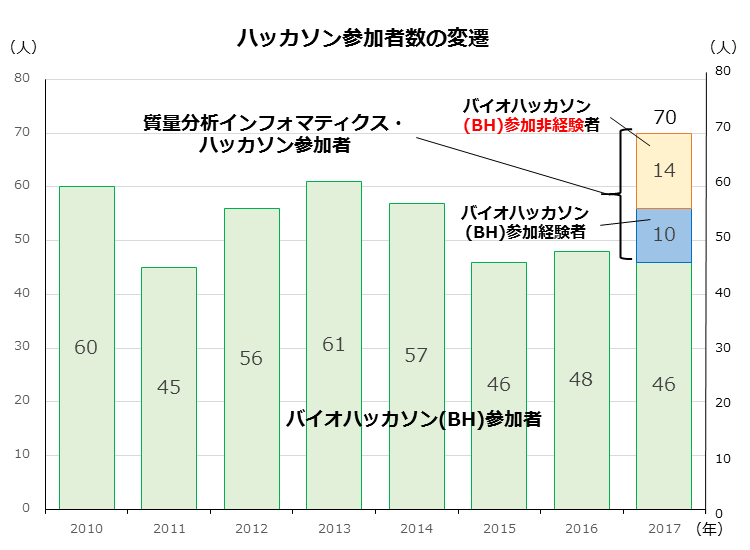 ハッカソン参加者数の変遷
（人）
（人）
80
70
60
50
40
30
20
10
0
80
70
60
50
40
30
20
10
0
質量分析インフォマティクス・
ハッカソン参加者
バイオハッカソン
(BH)参加非経験者
バイオハッカソン
(BH)参加経験者
70
14
10
60
45
56
61
57
46
48
46
バイオハッカソン(BH)参加者
2010 2011 2012 2013 2014 2015 2016 2017 （年）